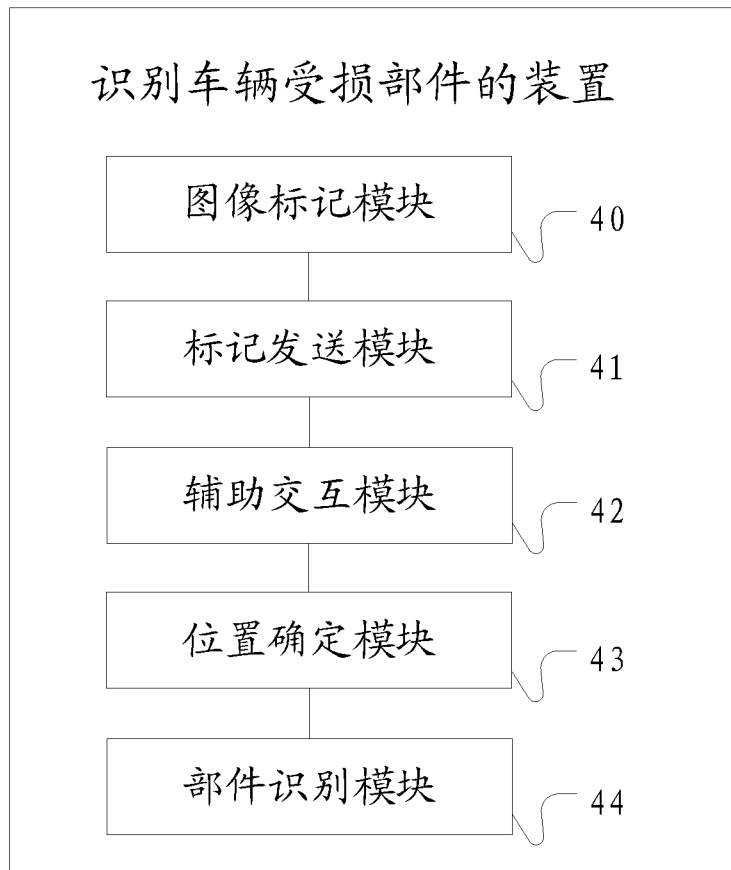 识别车辆受损部件的装置
图像标记模块
40
标记发送模块
41
辅助交互模块
42
位置确定模块
43
部件识别模块
44